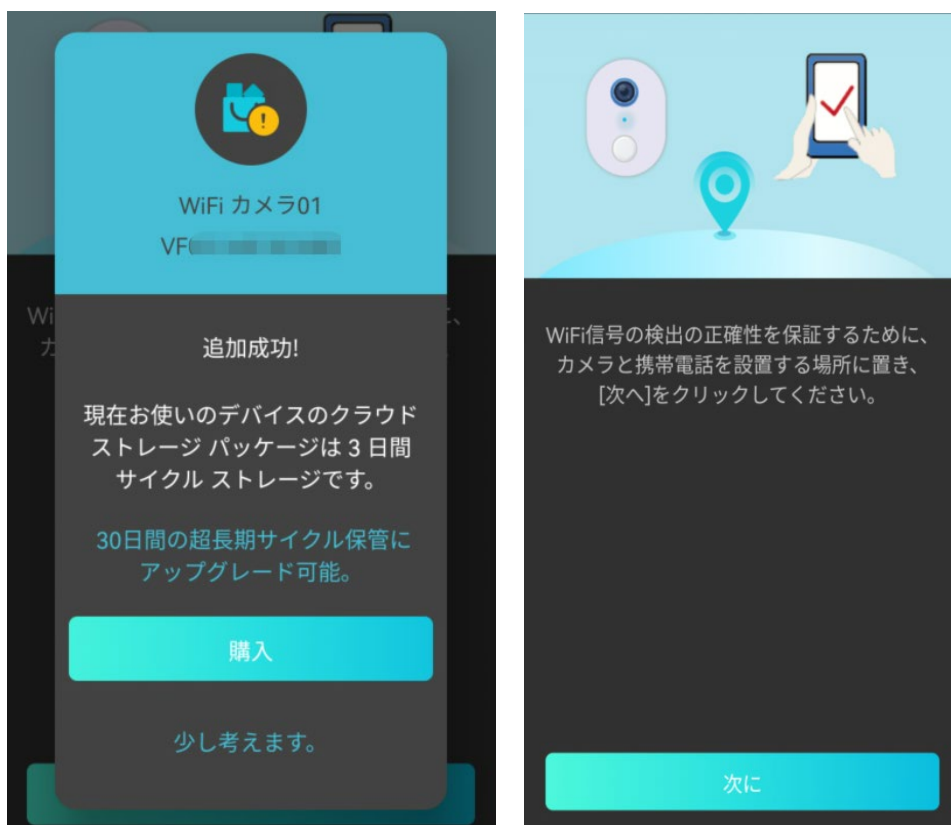 WiFi カメラ01
VF
Wi
に、
カ
追加成功!
現在お使いのデバイスのクラウド
ストレージ パッケージは 3 日間
サイクル ストレージです。
30日間の超長期サイクル保管に
アップグレード可能。
購入
少し考えます。
WiFi信号の検出の正確性を保証するために、
カメラと携帯電話を設置する場所に置き、
[次へ]をクリックしてください。
次に